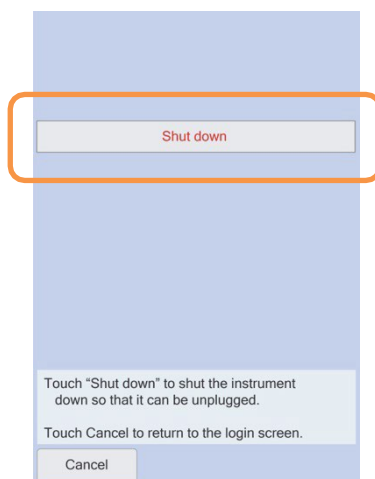 Shut down
Touch “Shut down” to shut the instrument
down so that it can be unplugged.
Touch Cancel to return to the login screen.
Cancel